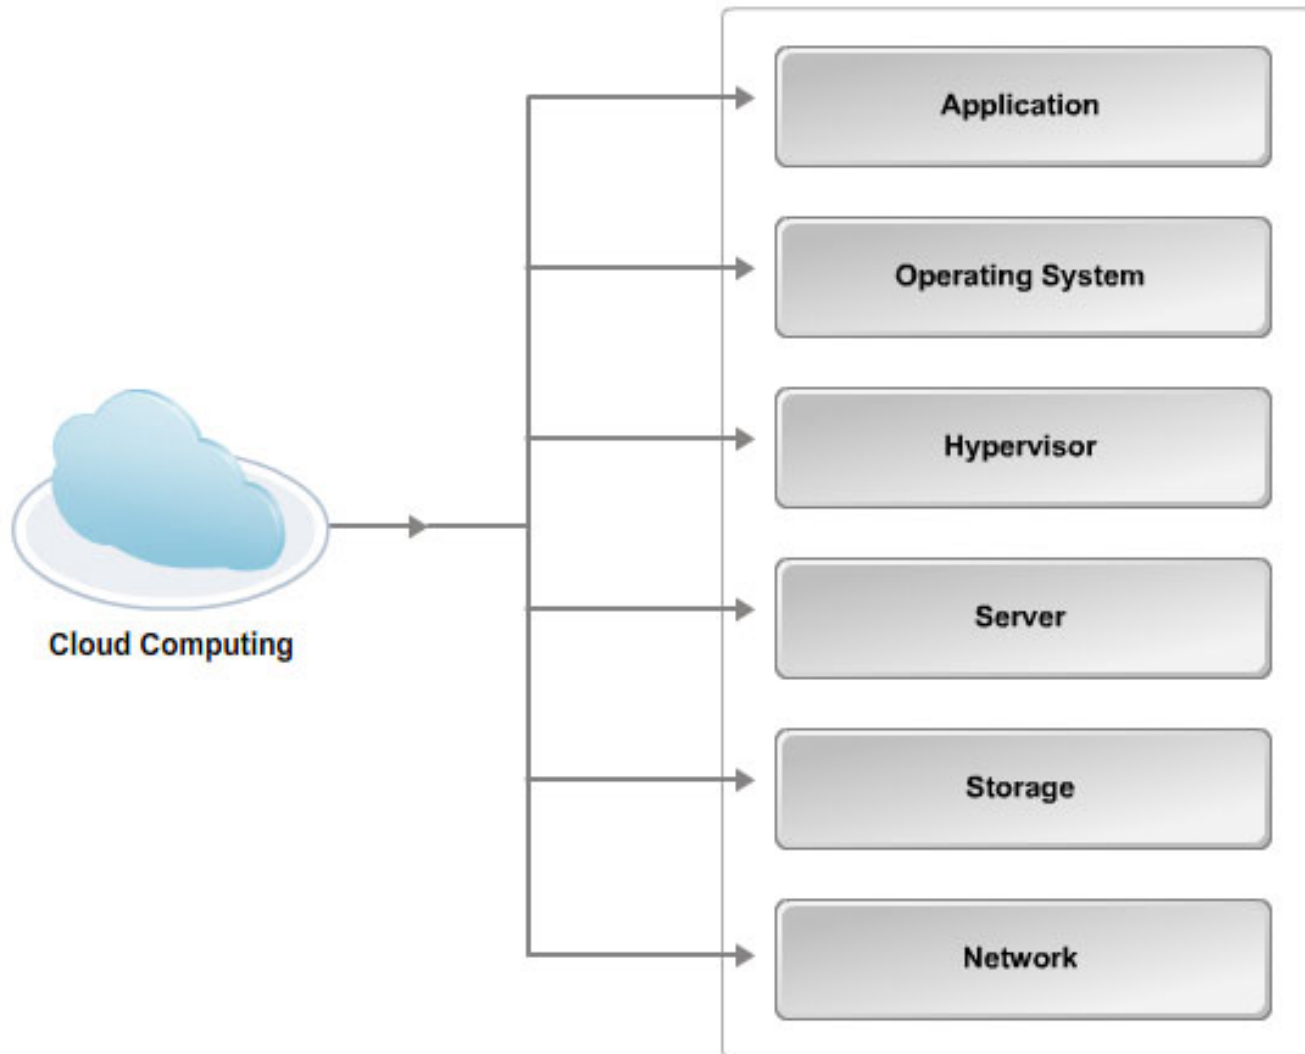 Application
Operating System
Hypervisor
Server
Storage
Network
Cloud Computing